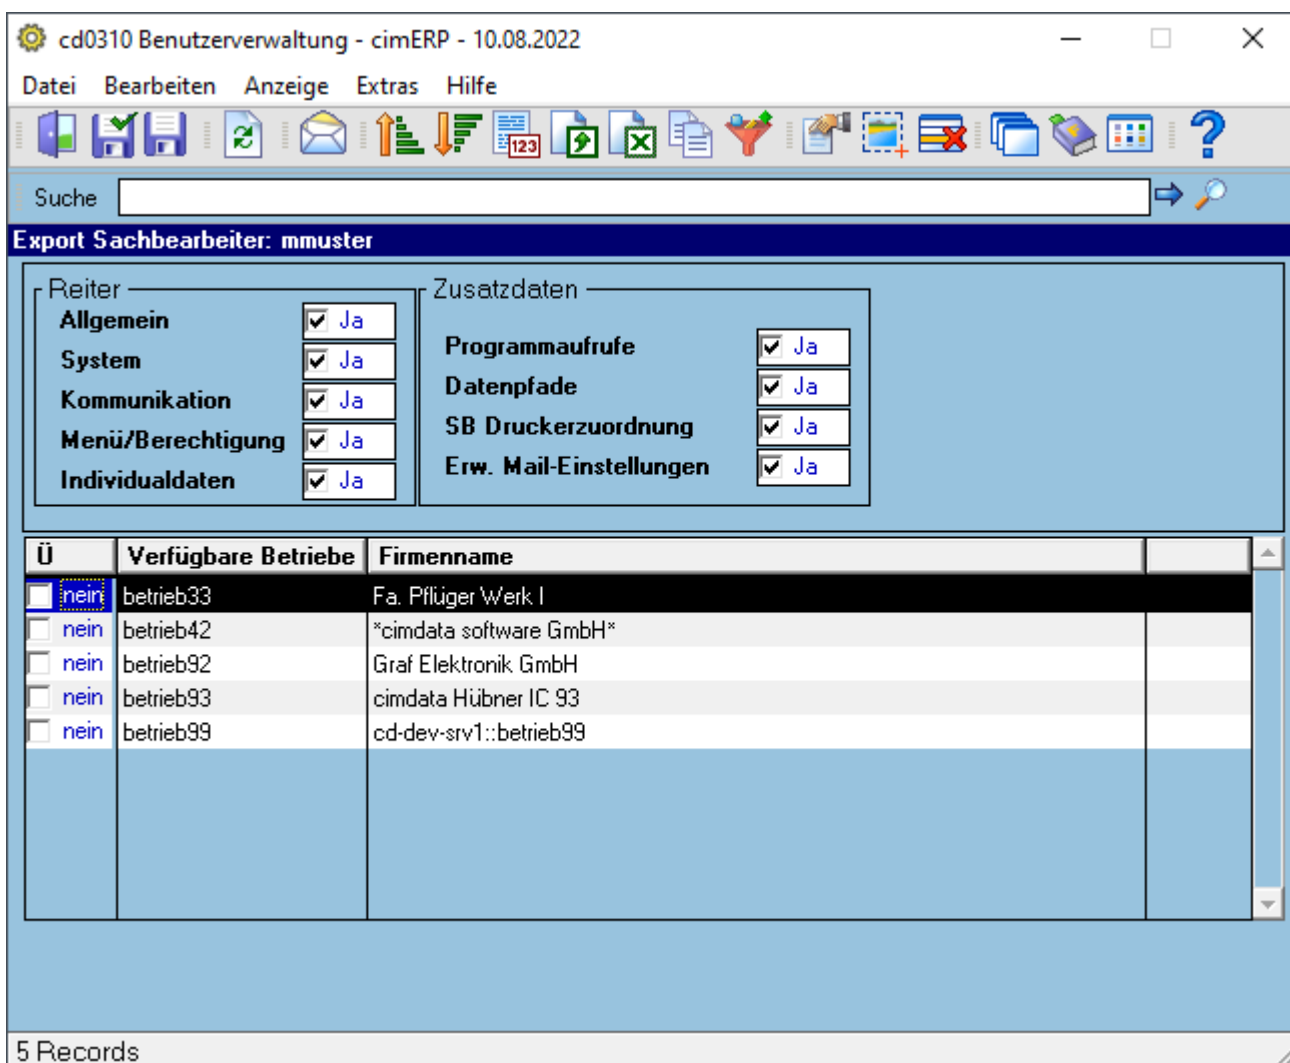 cd0310 Benutzerverwaltung - cimERP - 10.08.2022
Datei Bearbeiten Anzeige Extras Hilfe
123
Suche
Export Sachbearbeiter: mmuster
Reiter
Allgemein Ja
System Ja
Kommunikation Ja
Menü/Berechtigung Ja
Individualdaten Ja
Zusatzdaten
Programmaufrufe Ja
Datenpfade Ja
SB Druckerzuordnung Ja
Erw. Mail-Einstellungen Ja
Ü Verfügbare Betriebe Firmenname
nein betrieb33 Fa. Pflüger Werk I
nein betrieb42 *cimdata software GmbH*
nein betrieb92 Graf Elektronik GmbH
nein betrieb93 cimdata Hübner IC 93
nein betrieb99 cd-dev-srv1::betrieb99
5 Records